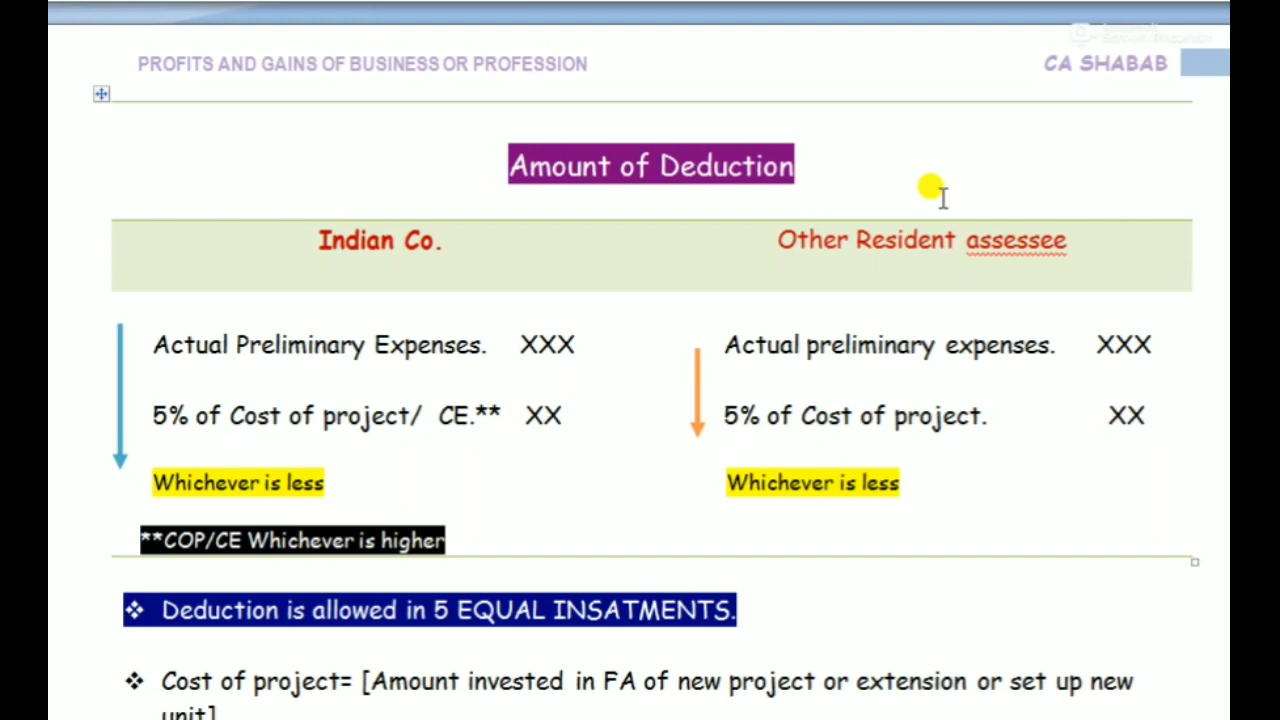 PROFITS AND GAINS OF BUSINESS OR PROFESSION CA SHABAB
Amount of Deduction
Indian Co. Other Resident assessee
Actual Preliminary Expenses. XXX Actual preliminary expenses. XXX
5% of Cost of project/ CE.** XX 5% of Cost of project. XX
Whichever is less Whichever is less
**COP/CE Whichever is higher
❖ Deduction is allowed in 5 EQUAL INSATMENTS.
❖ Cost of project= [Amount invested in FA of new project or extension or set up new
unit]